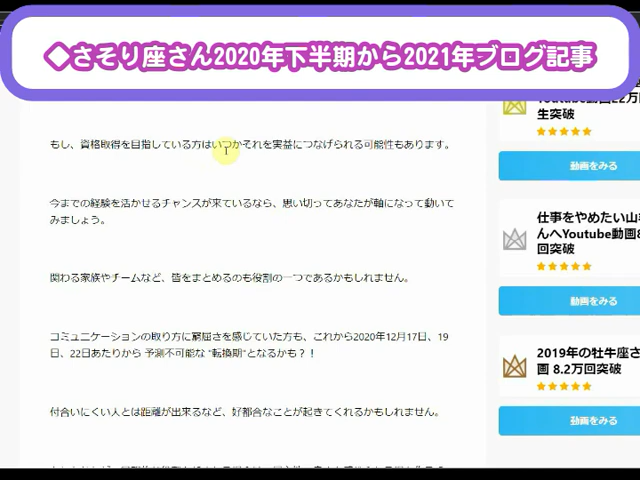 ◆さそり座さん2020年下半期から2021年ブログ記事
もし、資格取得を目指している方はいつかそれを実益につなげられる可能性もあります。
今までの経験を活かせるチャンスが来ているなら、思い切ってあなたが軸になって動いて
みましょう。
関わる家族やチームなど、皆をまとめるのも役割の一つであるかもしれません。
コミュニケーションの取り方に窮屈さを感じていた方も、これから2020年12月17日、19
日、22日あたりから 予測不可能な “転換期”となるかも？！
付合いにくい人とは距離が出来るなど、好都合なことが起きてくれるかもしれません。
Youtube動画22万回
生突破
★★★★★
動画をみる
仕事をやめたい山羊
んへYoutube動画8
回突破
★★★★★
動画をみる
2019年の牡牛座さ
画 8.2万回突破
★★★★★
動画をみる